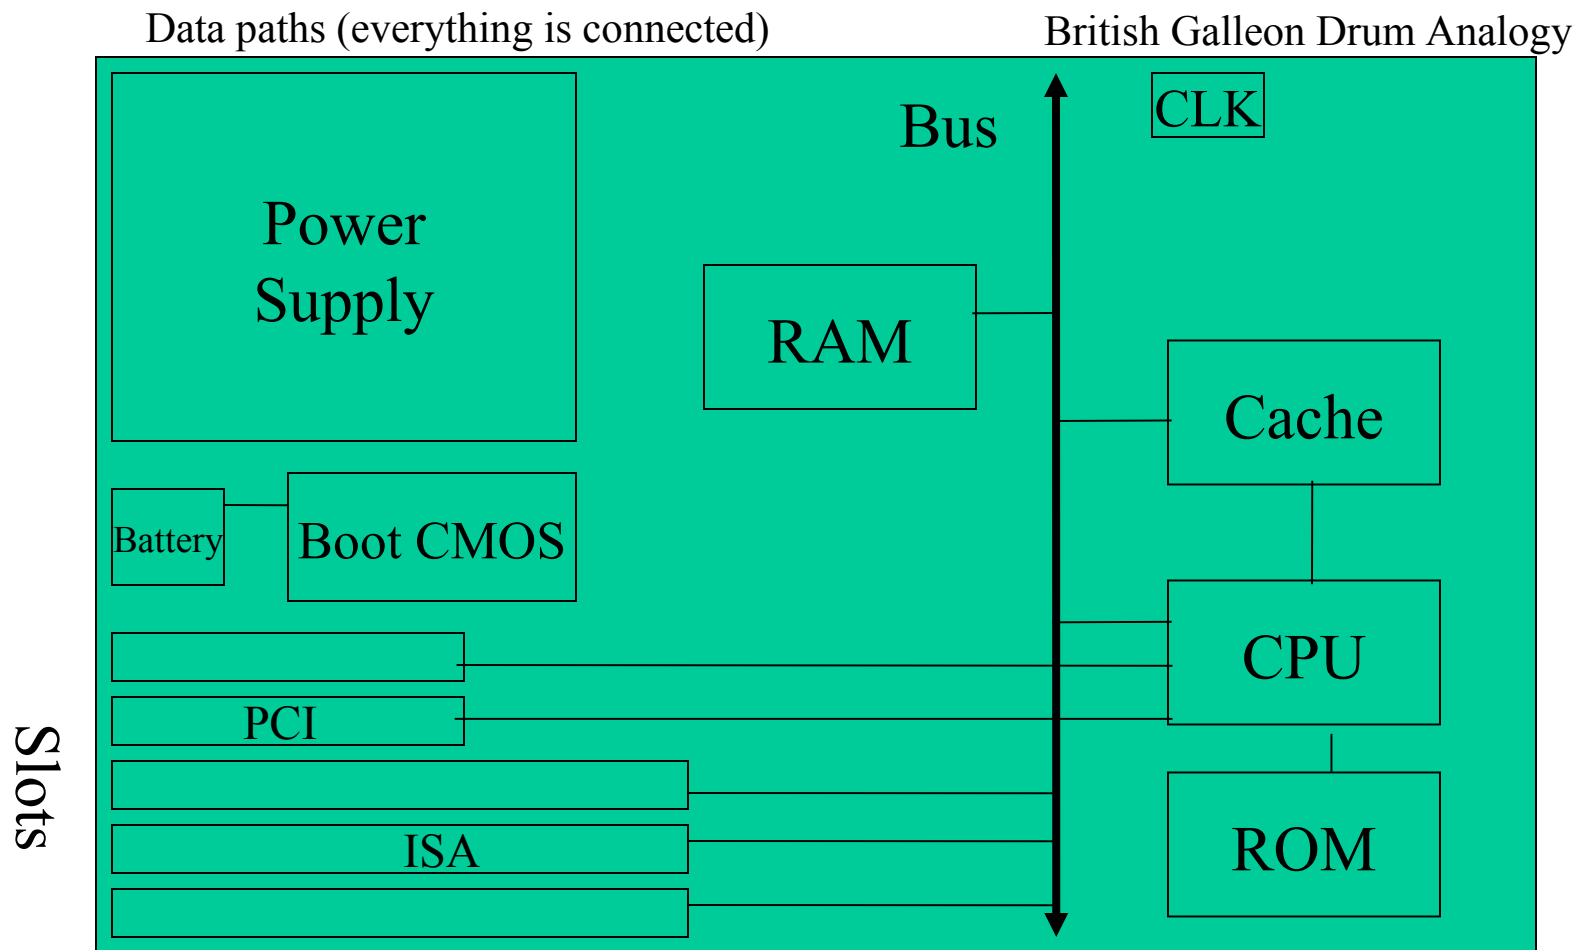 Data paths (everything is connected)
British Galleon Drum Analogy
CLK
Bus
Power
Supply
RAM
Cache
Battery
Boot CMOS
CPU
PCI
Slots
ISA
ROM